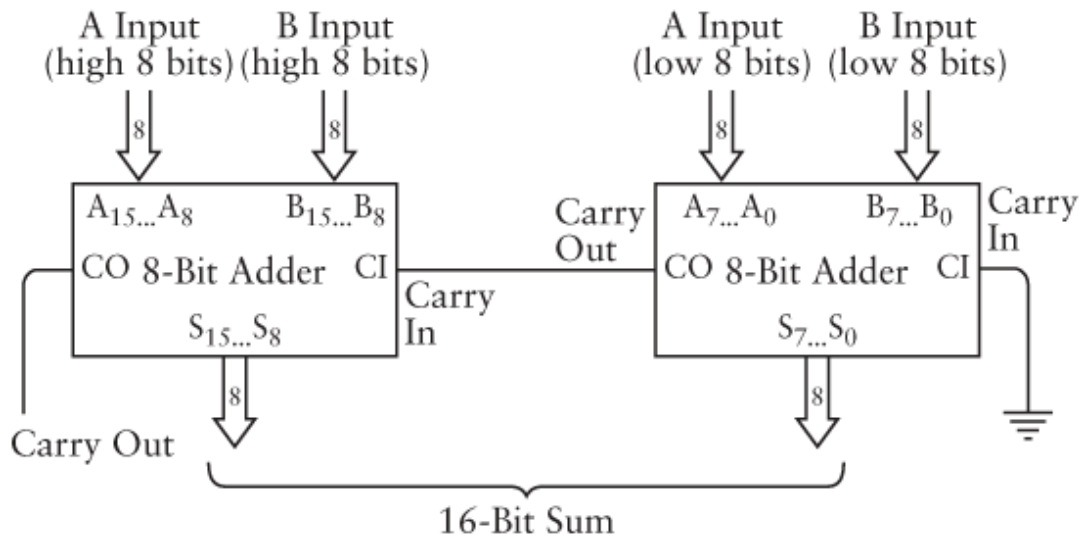 A Input
(high 8 bits)
B Input
(high 8 bits)
A Input
(low 8 bits)
B Input
(low 8 bits)
8
8
8
8
A₁₅...A₈
B₁₅...B₈
CO 8-Bit Adder CI
S₁₅...S₈
Carry
In
Carry
Out
A₇...A₀
B₇...B₀
CO 8-Bit Adder CI
S₇...S₀
Carry
In
8
8
Carry Out
16-Bit Sum